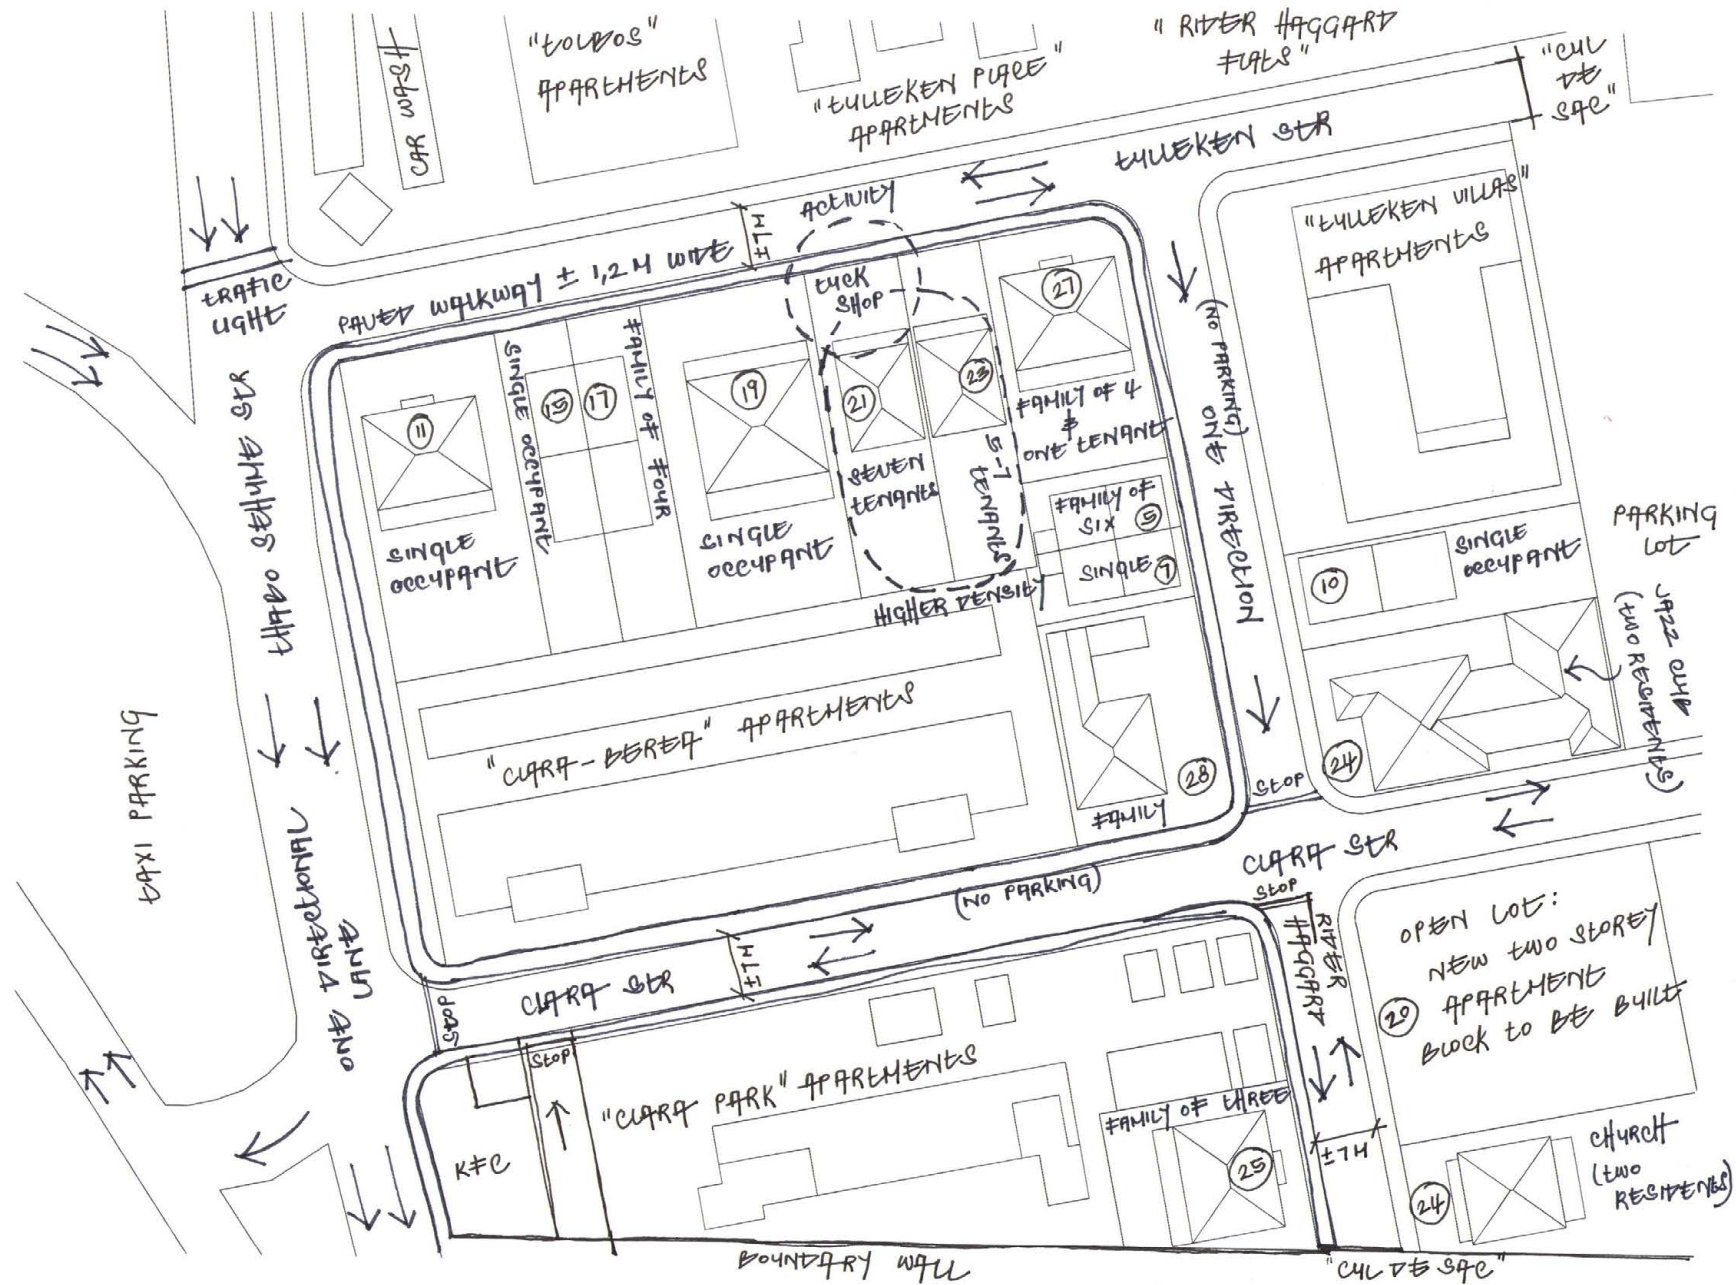 "RIDER HAGGARD
FLATS"
"TOLBOS"
APARTMENTS
CAR WASH
"TULLEKEN PLACE"
APARTMENTS
"CUL
DE
SAC"
TULLEKEN STR
ACTIVITY
±7M
PAVED WALKWAY ± 1,2 M WIDE
TRAFIC
LIGHT
"TULLEKEN VILLAS"
APARTMENTS
TUCK
SHOP
27
(NO PARKING)
ONE DIRECTION
THABO SEHUME STR
11
SINGLE
OCCUPANT
SINGLE OCCUPANT
15
17
FAMILY OF FOUR
19
SINGLE
OCCUPANT
21
SEVEN
TENANTS
23
5-7
TENANTS
FAMILY OF 4
&
ONE TENANT
FAMILY OF
SIX
5
SINGLE
7
HIGHER DENSITY
PARKING
LOT
10
SINGLE
OCCUPANT
JAZZ CLUB
(TWO RESIDENTS)
24
TAXI PARKING
"CLARA-BEREA" APARTMENTS
28
FAMILY
STOP
CLARA STR
(NO PARKING)
ONE DIRECTIONAL
LANE
STOP
RIDER
HAGGART
OPEN LOT:
NEW TWO STOREY
20
APARTMENT
BLOCK TO BE BUILT
CLARA STR
±7M
STOP
STOP
KFC
"CLARA PARK" APARTMENTS
FAMILY OF THREE
25
±7M
CHURCH
(TWO
RESIDENTS)
24
BOUNDARY WALL
"CUL DE SAC"